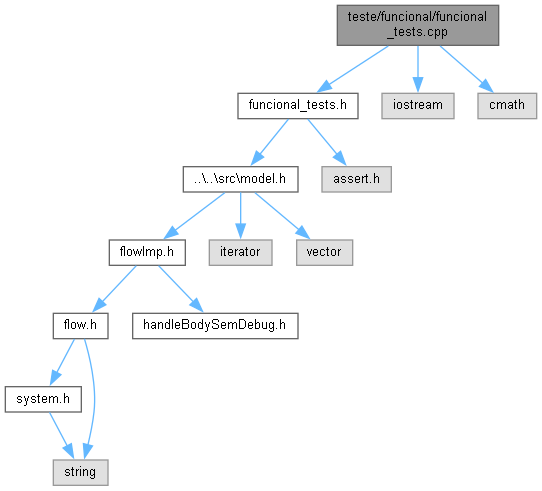 teste/funcional/funcional
_tests.cpp
funcional_tests.h
iostream
cmath
..\..\src\model.h
assert.h
flowImp.h
iterator
vector
flow.h
handleBodySemDebug.h
system.h
string